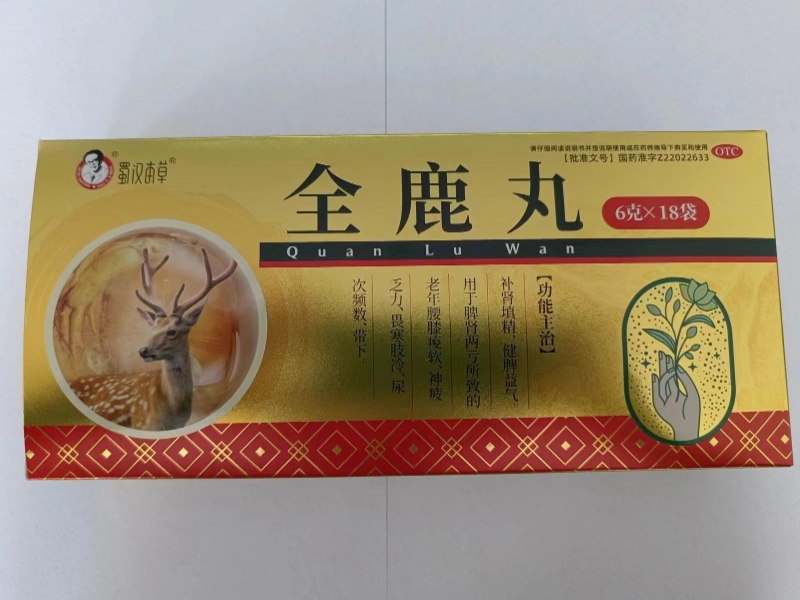 蜀汉本草
请仔细阅读说明书并按说明使用或在药师指导下购买和使用
【批准文号】国药准字Z22022633
OTC
全鹿丸
6克×18袋
Quan Lu Wan
【功能主治】
补肾填精，健脾益气。
用于脾肾两亏所致的
老年腰膝痠软、神疲
乏力、畏寒肢冷、尿
次频数、带下。